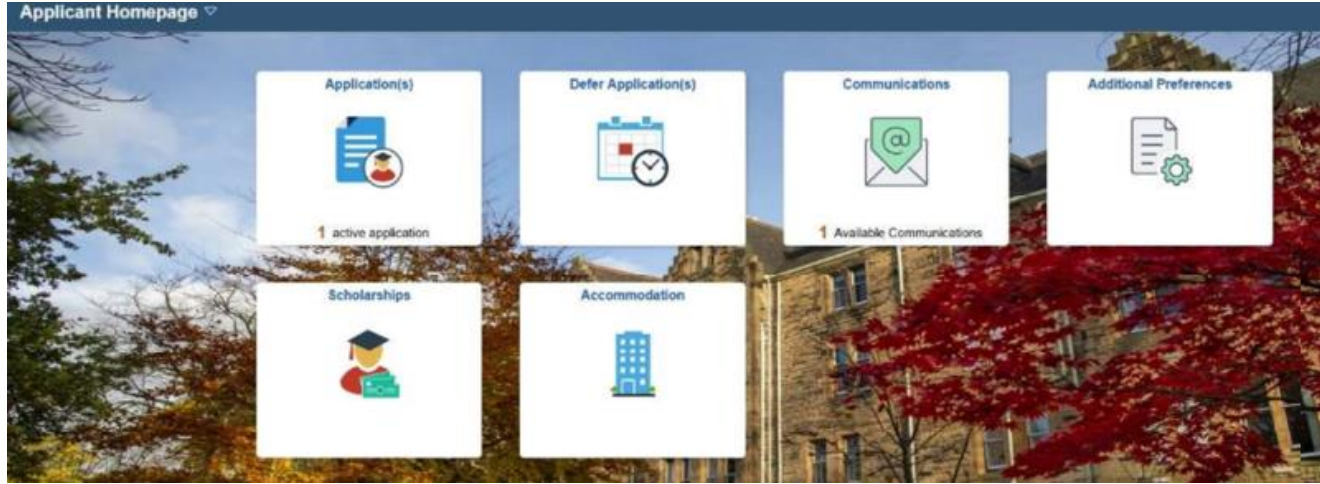 Applicant Homepage
Application(s)
Defer Application(s)
Communications
Additional Preferences
1 active application
1 Available Communications
Scholarships
Accommodation